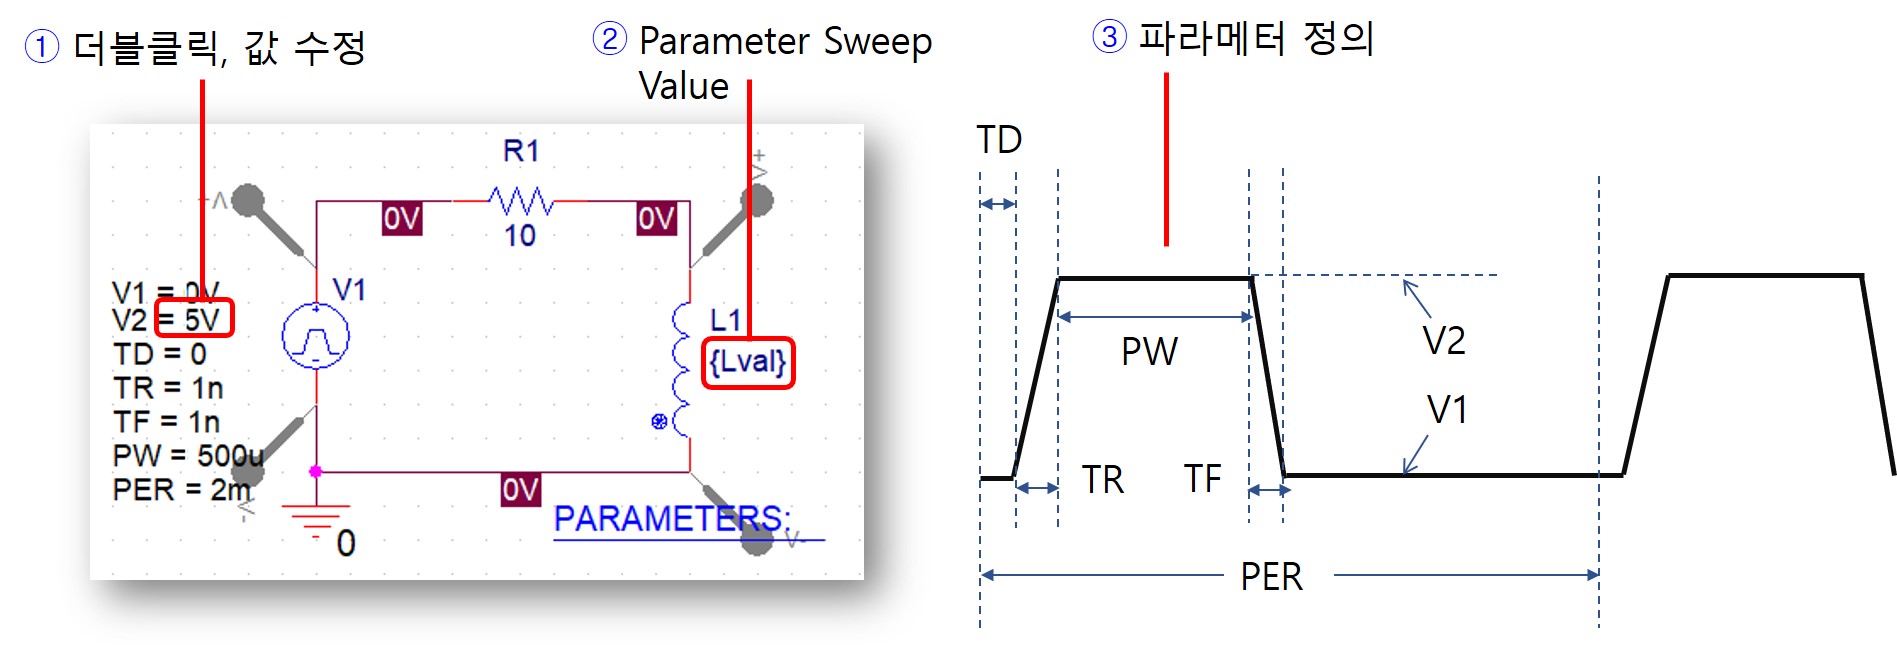 ① 더블클릭, 값 수정
② Parameter Sweep
Value
③ 파라메터 정의
R1
10
0V
0V
V+
V+
V1
V1 = 0V
V2 = 5V
TD = 0
TR = 1n
TF = 1n
PW = 500u
PER = 2m
L1
{Lval}
0V
V-
V-
0
PARAMETERS:
TD
PW
V2
V1
TR
TF
PER